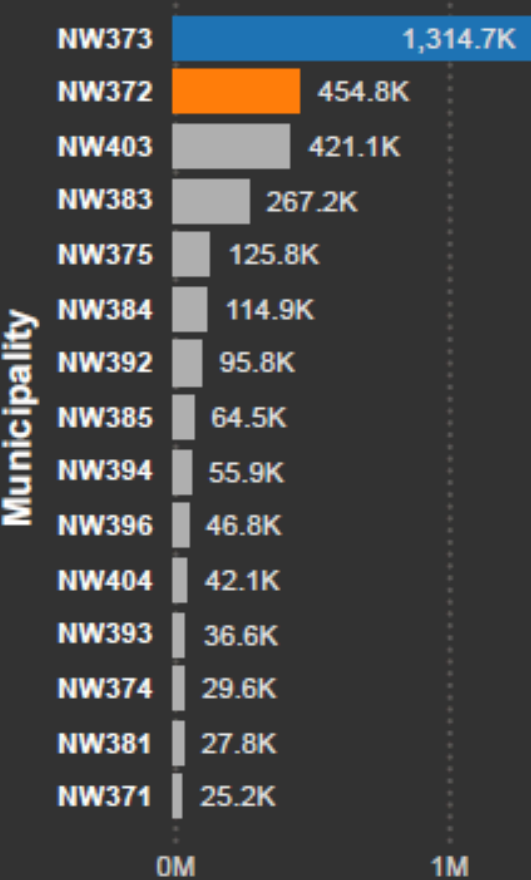 Municipality
NW373 1,314.7K
NW372 454.8K
NW403 421.1K
NW383 267.2K
NW375 125.8K
NW384 114.9K
NW392 95.8K
NW385 64.5K
NW394 55.9K
NW396 46.8K
NW404 42.1K
NW393 36.6K
NW374 29.6K
NW381 27.8K
NW371 25.2K
0M 1M